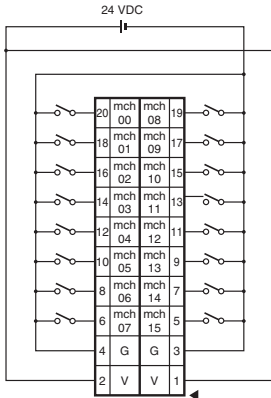 24 VDC
20 mch 00 mch 08 19
18 mch 01 mch 09 17
16 mch 02 mch 10 15
14 mch 03 mch 11 13
12 mch 04 mch 12 11
10 mch 05 mch 13 9
8 mch 06 mch 14 7
6 mch 07 mch 15 5
4 G G 3
2 V V 1